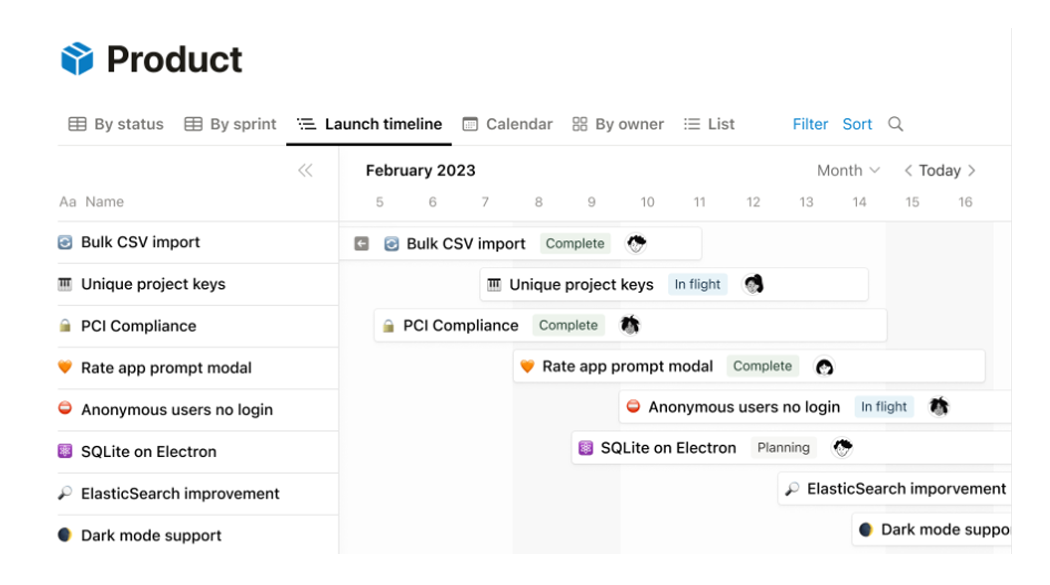 Product
By status By sprint Launch timeline Calendar By owner List Filter Sort
February 2023 Month Today
Aa Name 5 6 7 8 9 10 11 12 13 14 15 16
Bulk CSV import Bulk CSV import Complete
Unique project keys Unique project keys In flight
PCI Compliance PCI Compliance Complete
Rate app prompt modal Rate app prompt modal Complete
Anonymous users no login Anonymous users no login In flight
SQLite on Electron SQLite on Electron Planning
ElasticSearch improvement ElasticSearch imporvement
Dark mode support Dark mode suppo